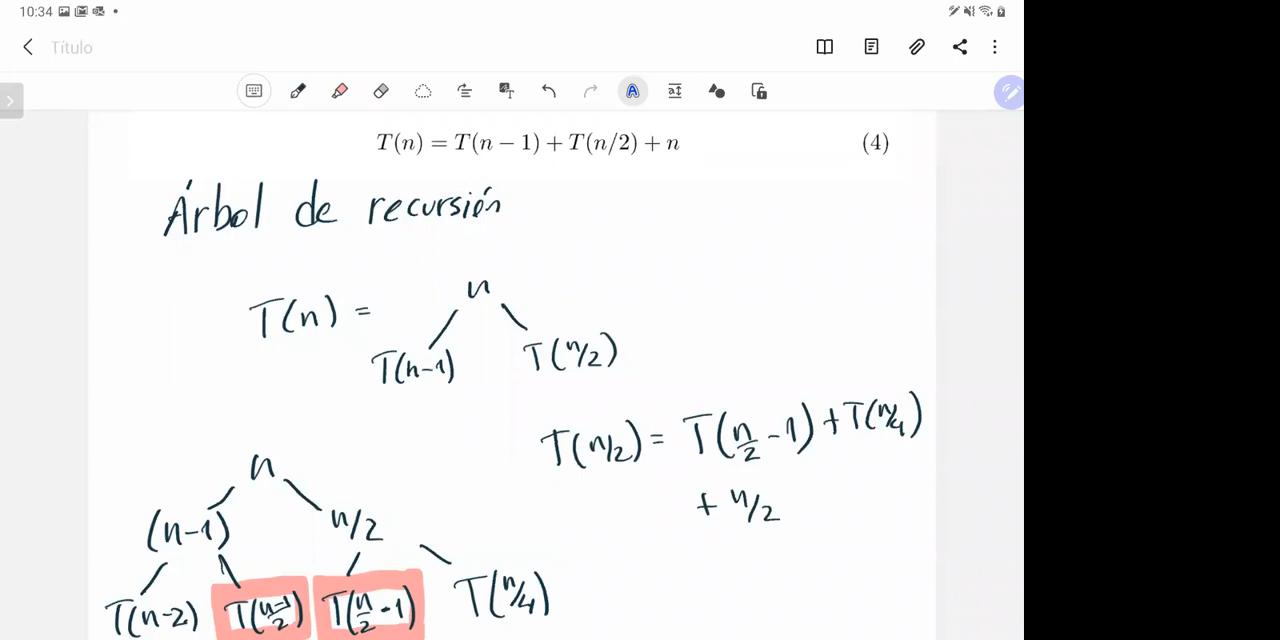 10:34
Título
T(n) = T(n − 1) + T(n/2) + n (4)
Árbol de recursión
n
T(n) =
T(n-1) T(n/2)
T(n/2) = T(n/2 - 1) + T(n/4)
+ n/2
n
(n-1) n/2
T(n-2) T(n-1/2) T(n/2 - 1) T(n/4)